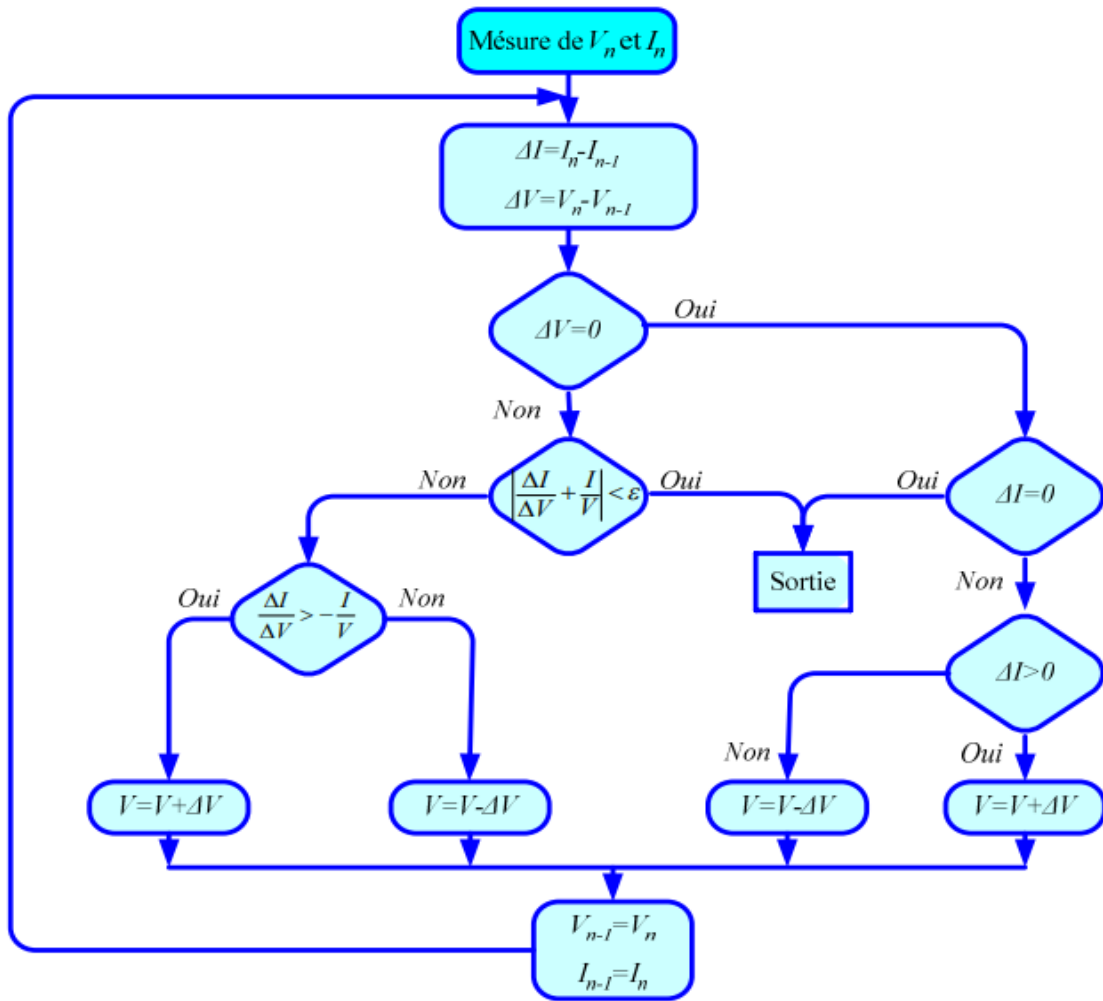 Mésure de Vₙ et Iₙ
ΔI=Iₙ-Iₙ₋₁
ΔV=Vₙ-Vₙ₋₁
ΔV=0
Oui
Non
|ΔI/ΔV + I/V| < ε
Non
Oui
Oui
ΔI=0
Sortie
Non
ΔI/ΔV > -I/V
Oui
Non
ΔI>0
Non
Oui
V=V+ΔV
V=V-ΔV
V=V-ΔV
V=V+ΔV
Vₙ₋₁=Vₙ
Iₙ₋₁=Iₙ